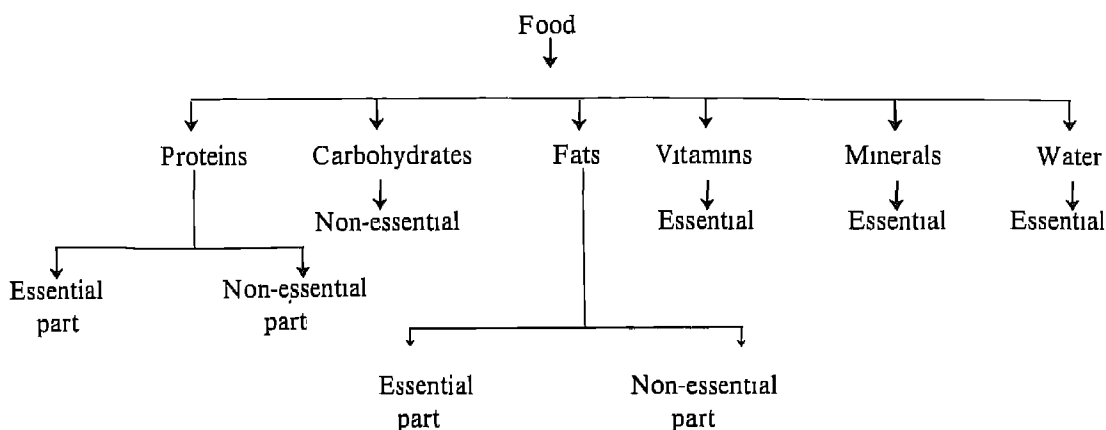 Food
Proteins Carbohydrates Fats Vitamins Minerals Water
Non-essential Essential Essential Essential
Essential part
Non-essential part
Essential part
Non-essential part